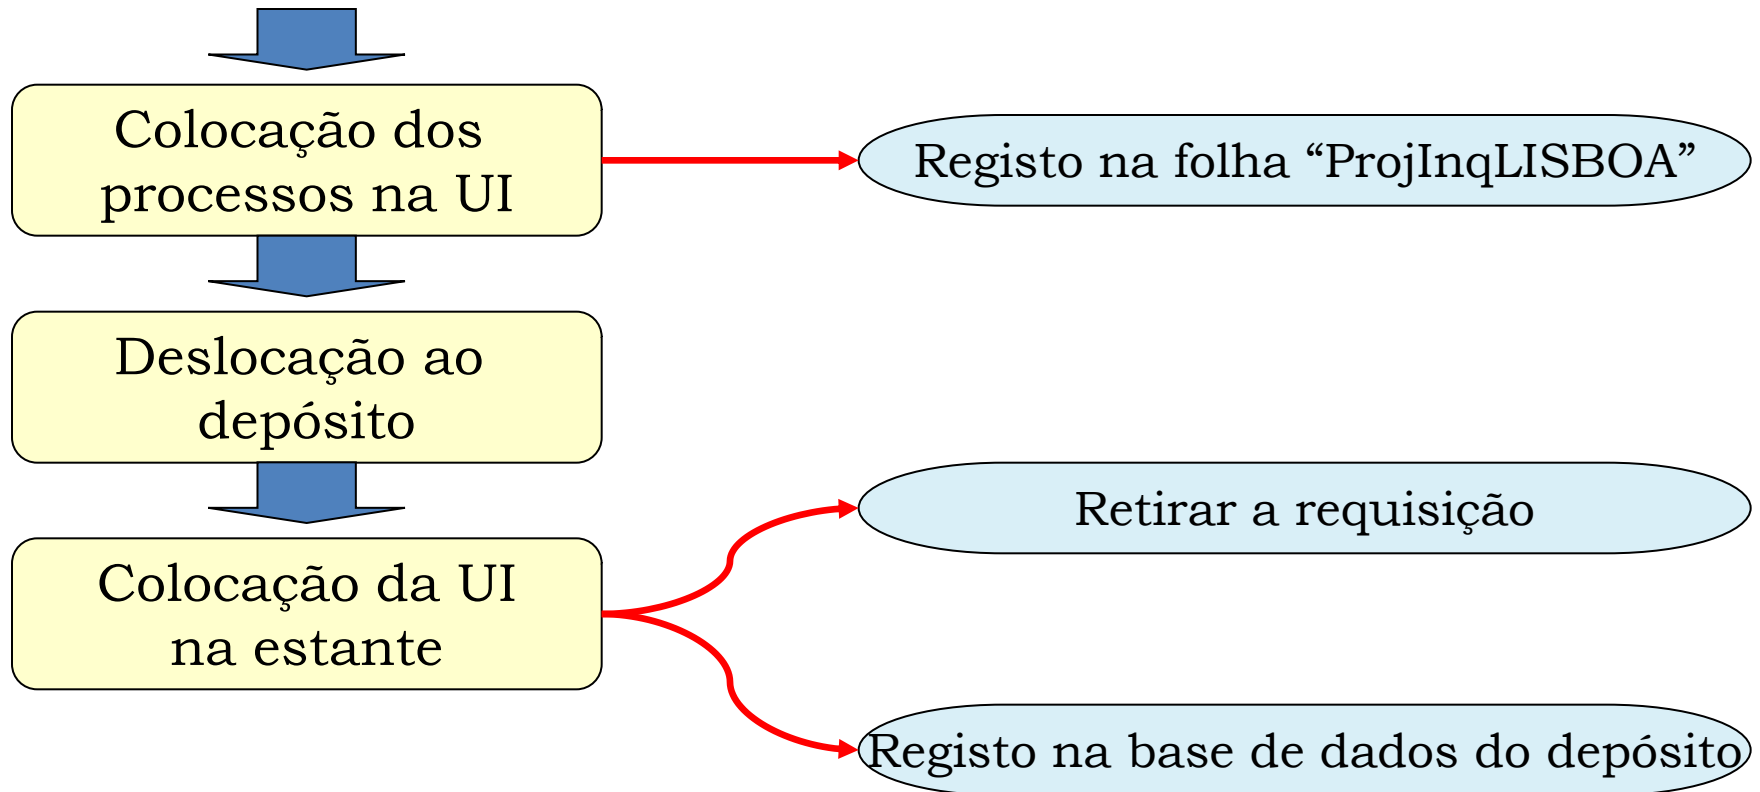 Colocação dos
processos na UI
Registo na folha “ProjInqLISBOA”
Deslocação ao
depósito
Colocação da UI
na estante
Retirar a requisição
Registo na base de dados do depósito